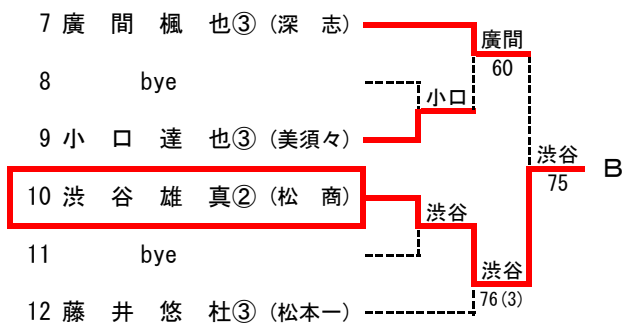 7 廣間楓也③(深志)
廣間
60
8 bye
小口
9 小口達也③(美須々)
渋谷 B
75
10 渋谷雄真②(松商)
渋谷
11 bye
渋谷
76(3)
12 藤井悠杜③(松本一)